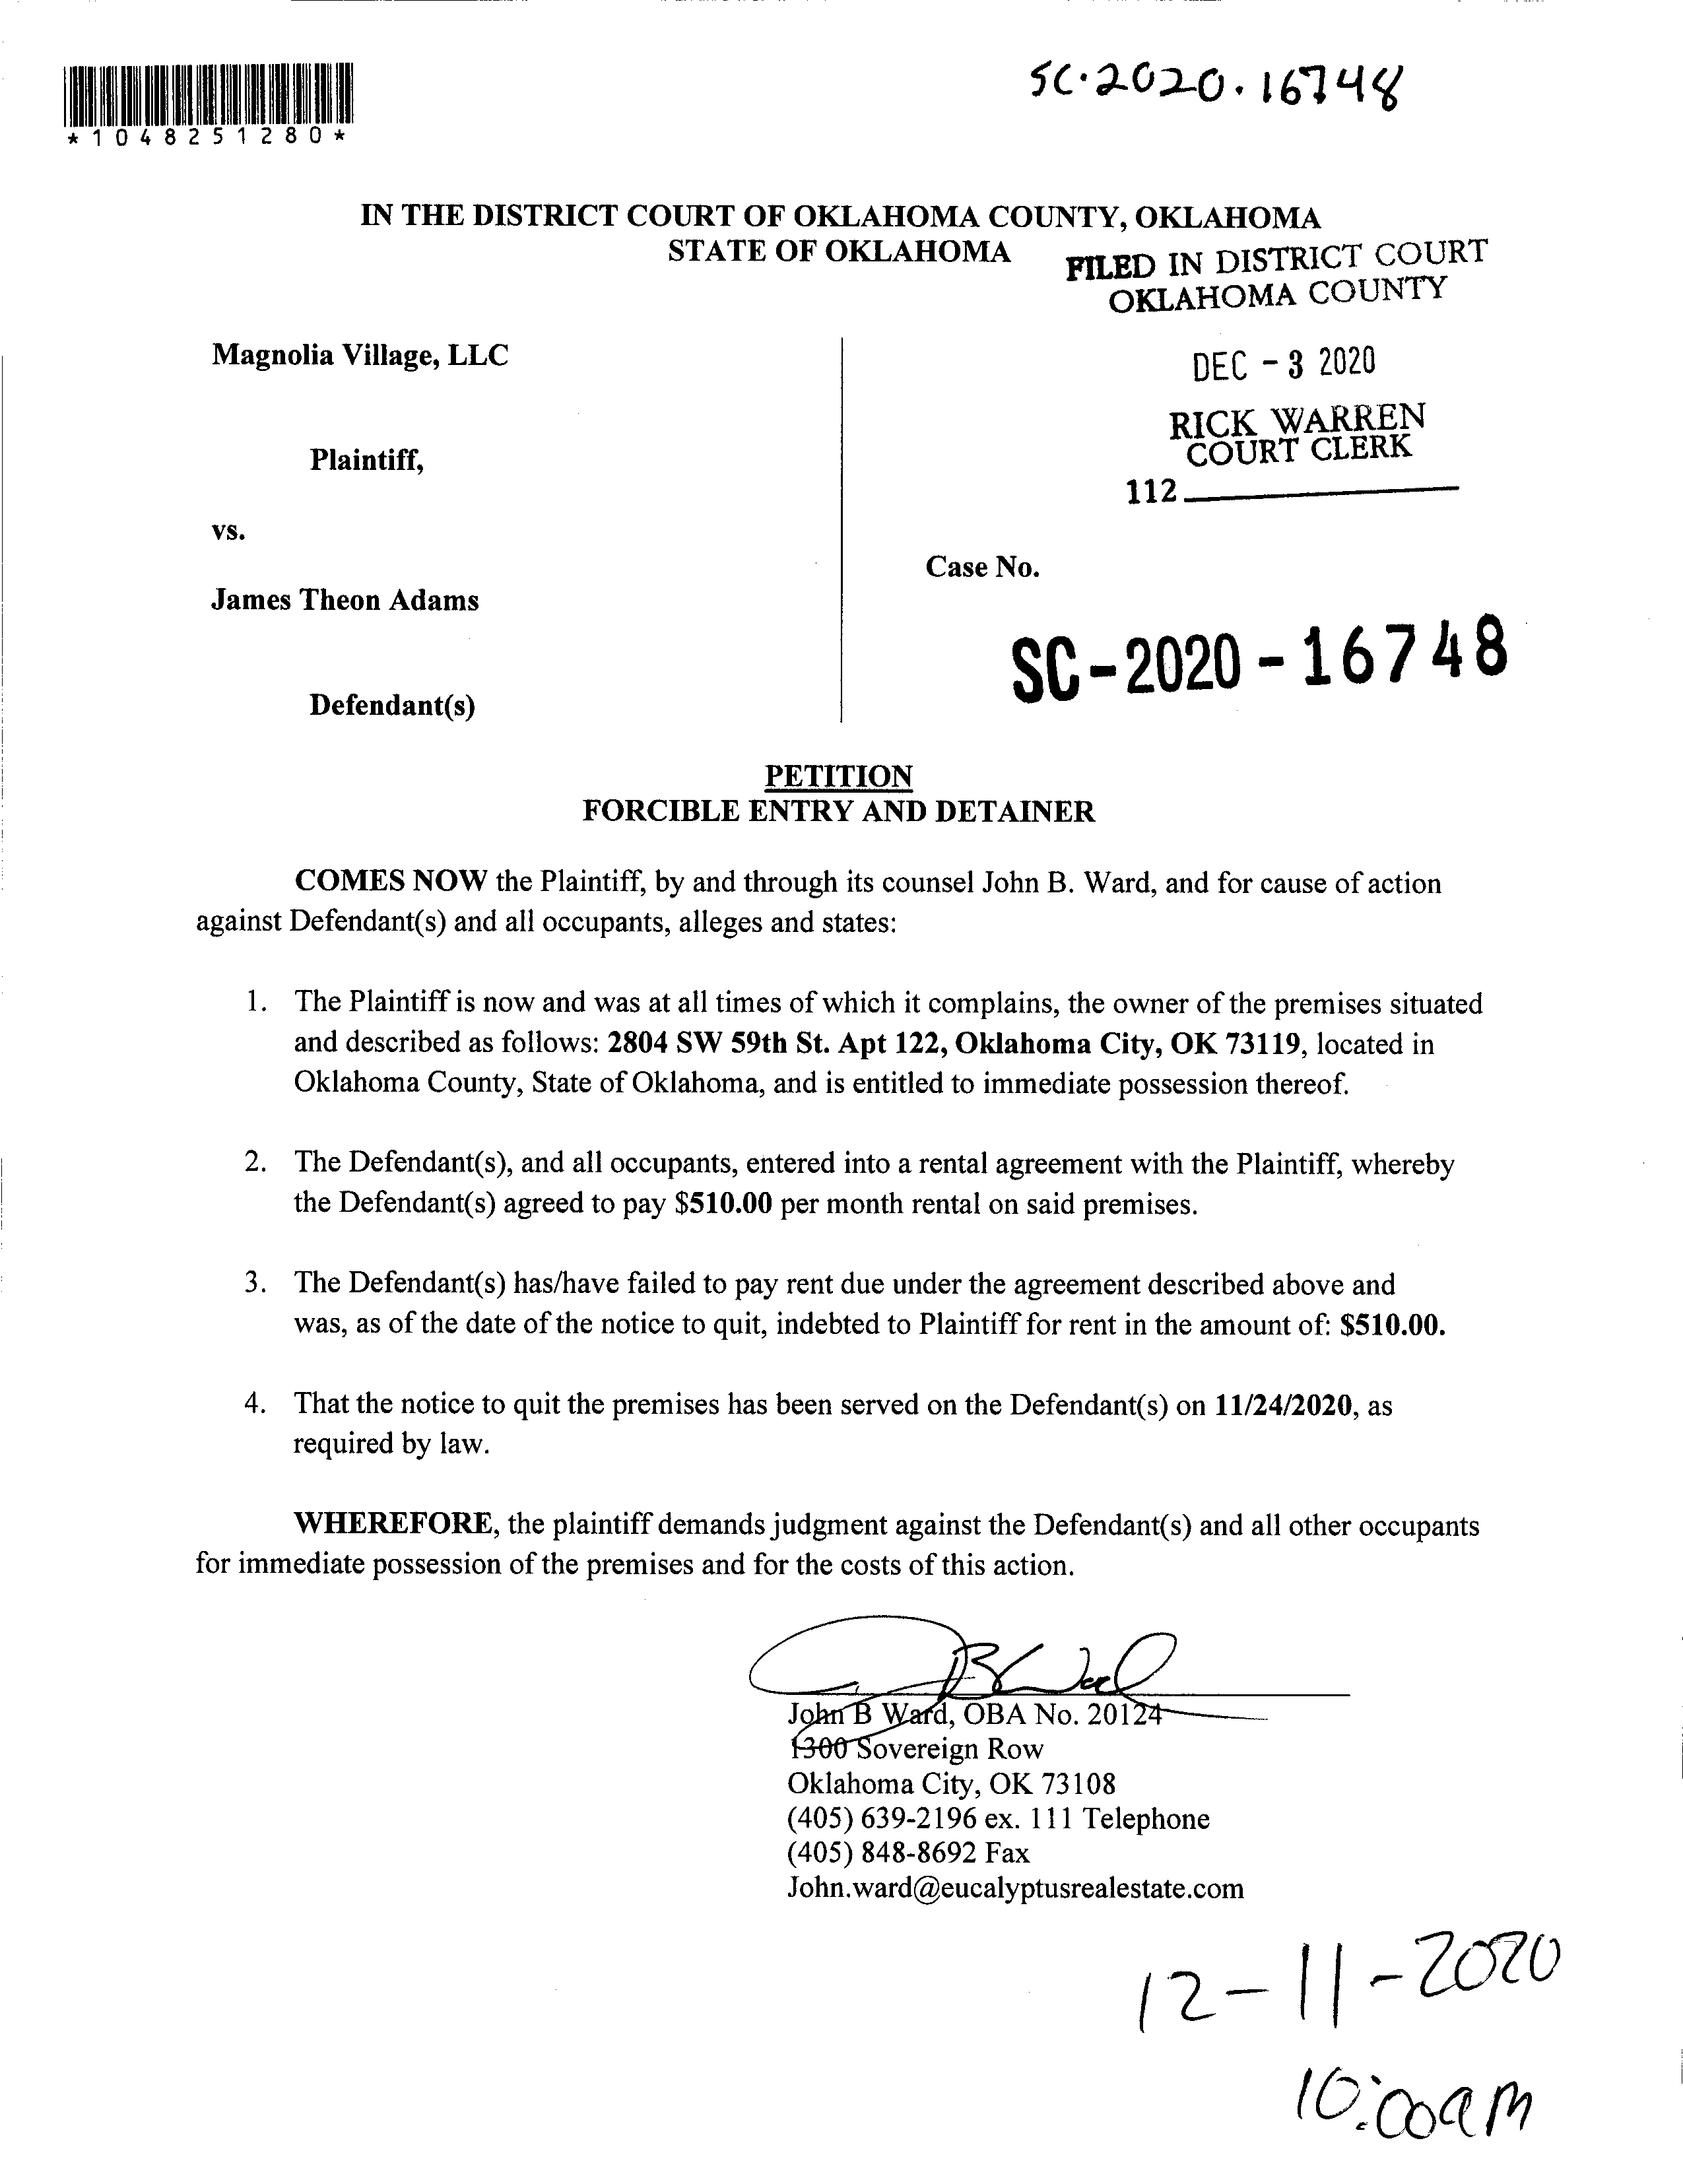 SC.2020.16748
*1048251280*
IN THE DISTRICT COURT OF OKLAHOMA COUNTY, OKLAHOMA
STATE OF OKLAHOMA
FILED IN DISTRICT COURT
OKLAHOMA COUNTY
Magnolia Village, LLC
DEC - 3 2020
RICK WARREN
COURT CLERK
Plaintiff,
112
vs.
Case No.
James Theon Adams
SC-2020-16748
Defendant(s)
PETITION
FORCIBLE ENTRY AND DETAINER
COMES NOW the Plaintiff, by and through its counsel John B. Ward, and for cause of action
against Defendant(s) and all occupants, alleges and states:
1. The Plaintiff is now and was at all times of which it complains, the owner of the premises situated
and described as follows: 2804 SW 59th St. Apt 122, Oklahoma City, OK 73119, located in
Oklahoma County, State of Oklahoma, and is entitled to immediate possession thereof.
2. The Defendant(s), and all occupants, entered into a rental agreement with the Plaintiff, whereby
the Defendant(s) agreed to pay $510.00 per month rental on said premises.
3. The Defendant(s) has/have failed to pay rent due under the agreement described above and
was, as of the date of the notice to quit, indebted to Plaintiff for rent in the amount of: $510.00.
4. That the notice to quit the premises has been served on the Defendant(s) on 11/24/2020, as
required by law.
WHEREFORE, the plaintiff demands judgment against the Defendant(s) and all other occupants
for immediate possession of the premises and for the costs of this action.
John B Ward, OBA No. 20124
1300 Sovereign Row
Oklahoma City, OK 73108
(405) 639-2196 ex. 111 Telephone
(405) 848-8692 Fax
John.ward@eucalyptusrealestate.com
12-11-2020
10:00am